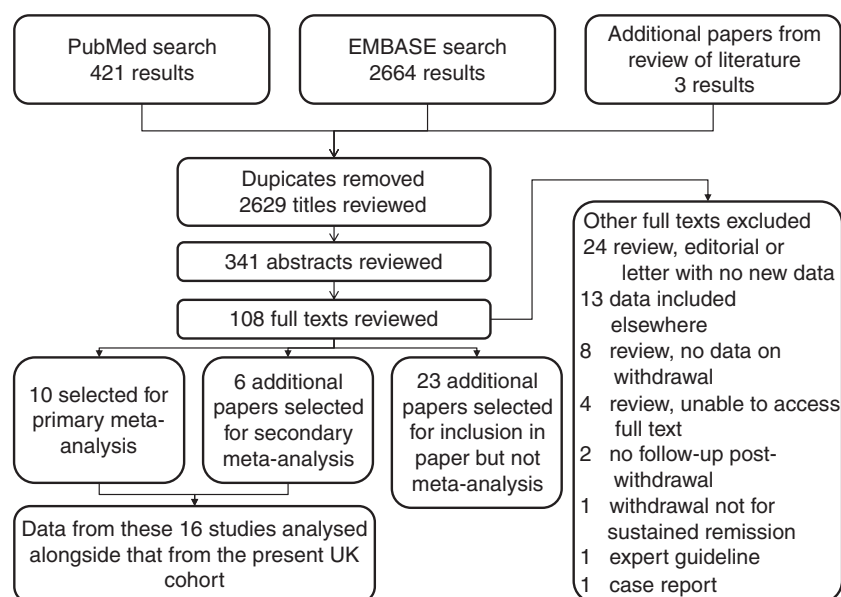 PubMed search
421 results
EMBASE search
2664 results
Additional papers from
review of literature
3 results
Dupicates removed
2629 titles reviewed
341 abstracts reviewed
108 full texts reviewed
10 selected for
primary meta-
analysis
6 additional
papers selected
for secondary
meta-analysis
23 additional
papers selected
for inclusion in
paper but not
meta-analysis
Data from these 16 studies analysed
alongside that from the present UK
cohort
Other full texts excluded
24 review, editorial or
letter with no new data
13 data included
elsewhere
8 review, no data on
withdrawal
4 review, unable to access
full text
2 no follow-up post-
withdrawal
1 withdrawal not for
sustained remission
1 expert guideline
1 case report